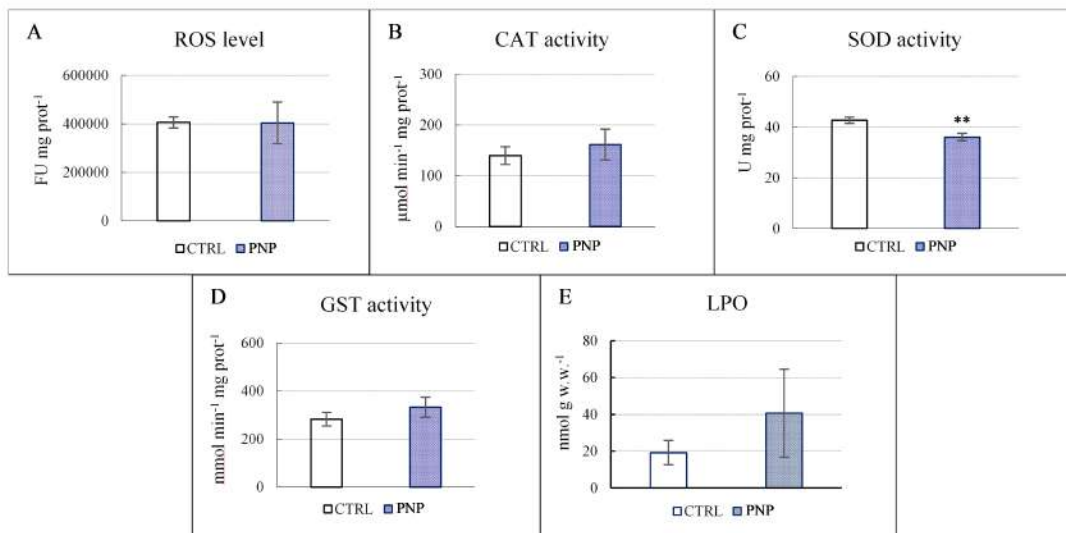 A
ROS level
FU mg prot⁻¹
600000
400000
200000
0
CTRL PNP
B
CAT activity
µmol min⁻¹ mg prot⁻¹
300
200
100
0
CTRL PNP
C
SOD activity
U mg prot⁻¹
60
40
20
0
**
CTRL PNP
D
GST activity
mmol min⁻¹ mg prot⁻¹
600
400
200
0
CTRL PNP
E
LPO
nmol g w.w.⁻¹
80
60
40
20
0
CTRL PNP